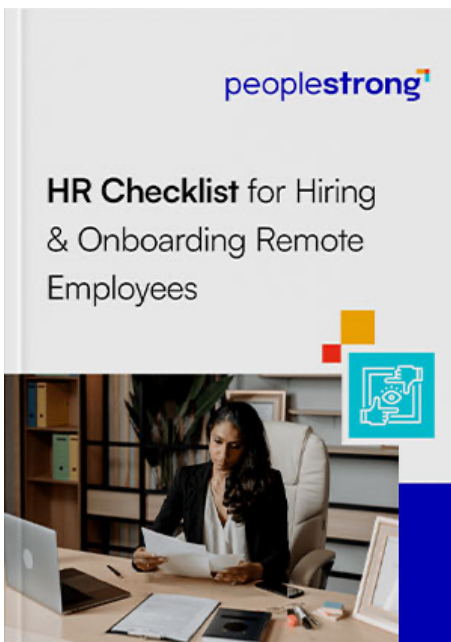 peoplestrong
HR Checklist for Hiring
& Onboarding Remote
Employees